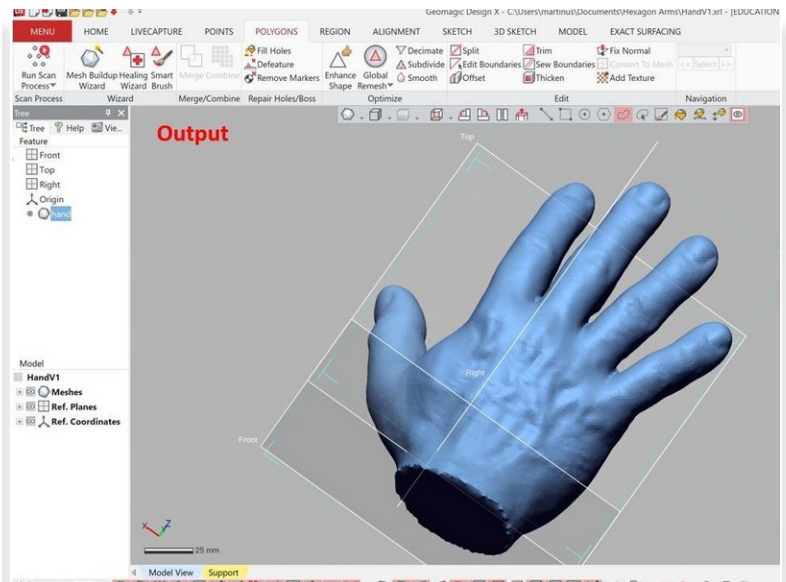 Geomagic Design X - C:\Users\martinus\Documents\Hexagon Arms\HandV1.xrl - [EDUCATION
MENU HOME LIVECAPTURE POINTS POLYGONS REGION ALIGNMENT SKETCH 3D SKETCH MODEL EXACT SURFACING
Fill Holes Decimate Split Trim Fix Normal
Defeature Subdivide Edit Boundaries Sew Boundaries Convert To Mesh << Select >>
Run Scan Mesh Buildup Healing Smart Merge Combine Remove Markers Enhance Global Smooth Offset Thicken Add Texture
Process Wizard Wizard Brush Shape Remesh
Scan Process Wizard Merge/Combine Repair Holes/Boss Optimize Edit Navigation
Tree
Tree Help Vie...
Feature
Front
Top
Right
Origin
hand
Output
Top
Right
Front
Model
HandV1
Meshes
Ref. Planes
Ref. Coordinates
X Z
25 mm
Model View Support